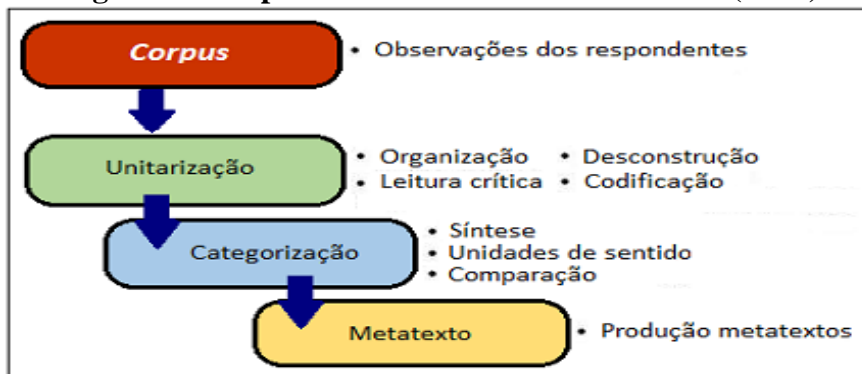 Corpus
• Observações dos respondentes
Unitarização
• Organização • Desconstrução
• Leitura crítica • Codificação
Categorização
• Síntese
• Unidades de sentido
• Comparação
Metatexto
• Produção metatextos